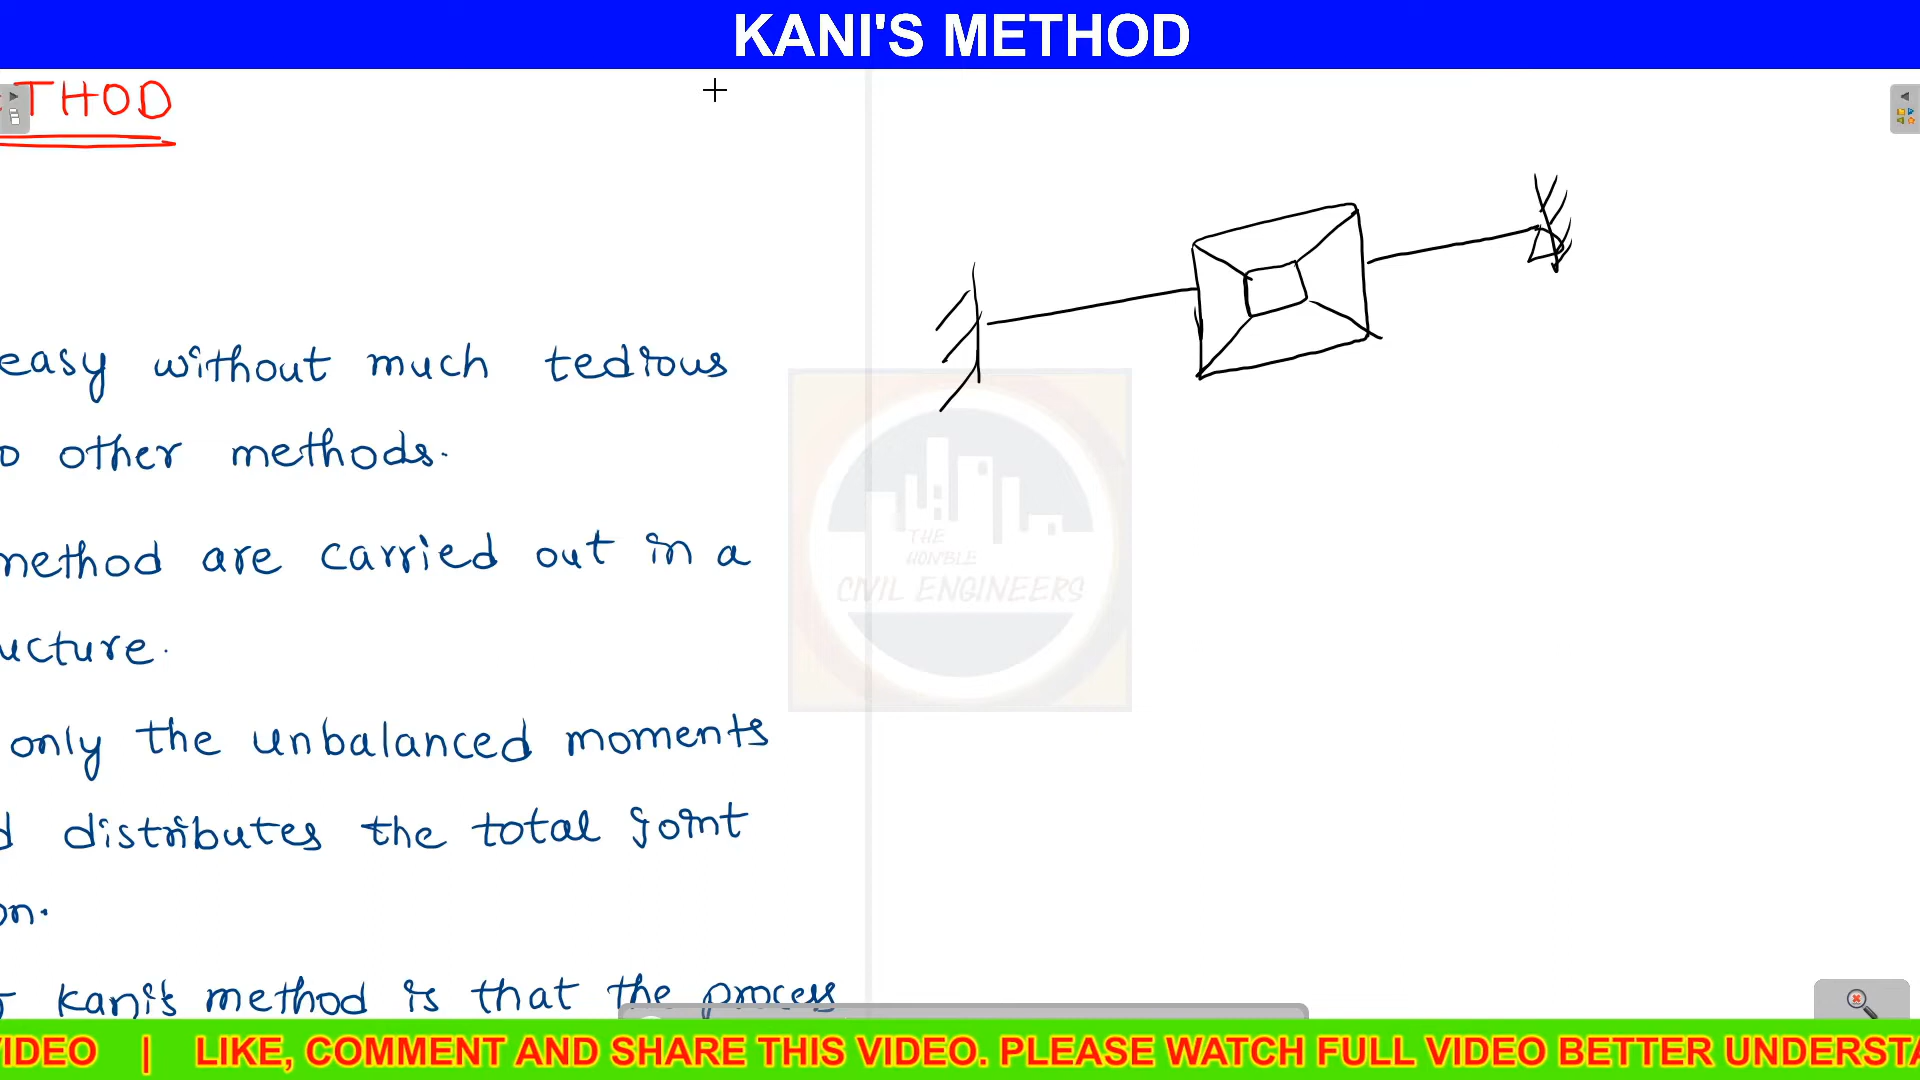 KANI'S METHOD
THOD
easy without much tedious
o other methods.
method are carried out in a
ucture.
only the unbalanced moments
d distributes the total joint
on.
kani's method is that the process
THE
HON'BLE
CIVIL ENGINEERS
VIDEO | LIKE, COMMENT AND SHARE THIS VIDEO. PLEASE WATCH FULL VIDEO BETTER UNDERSTA